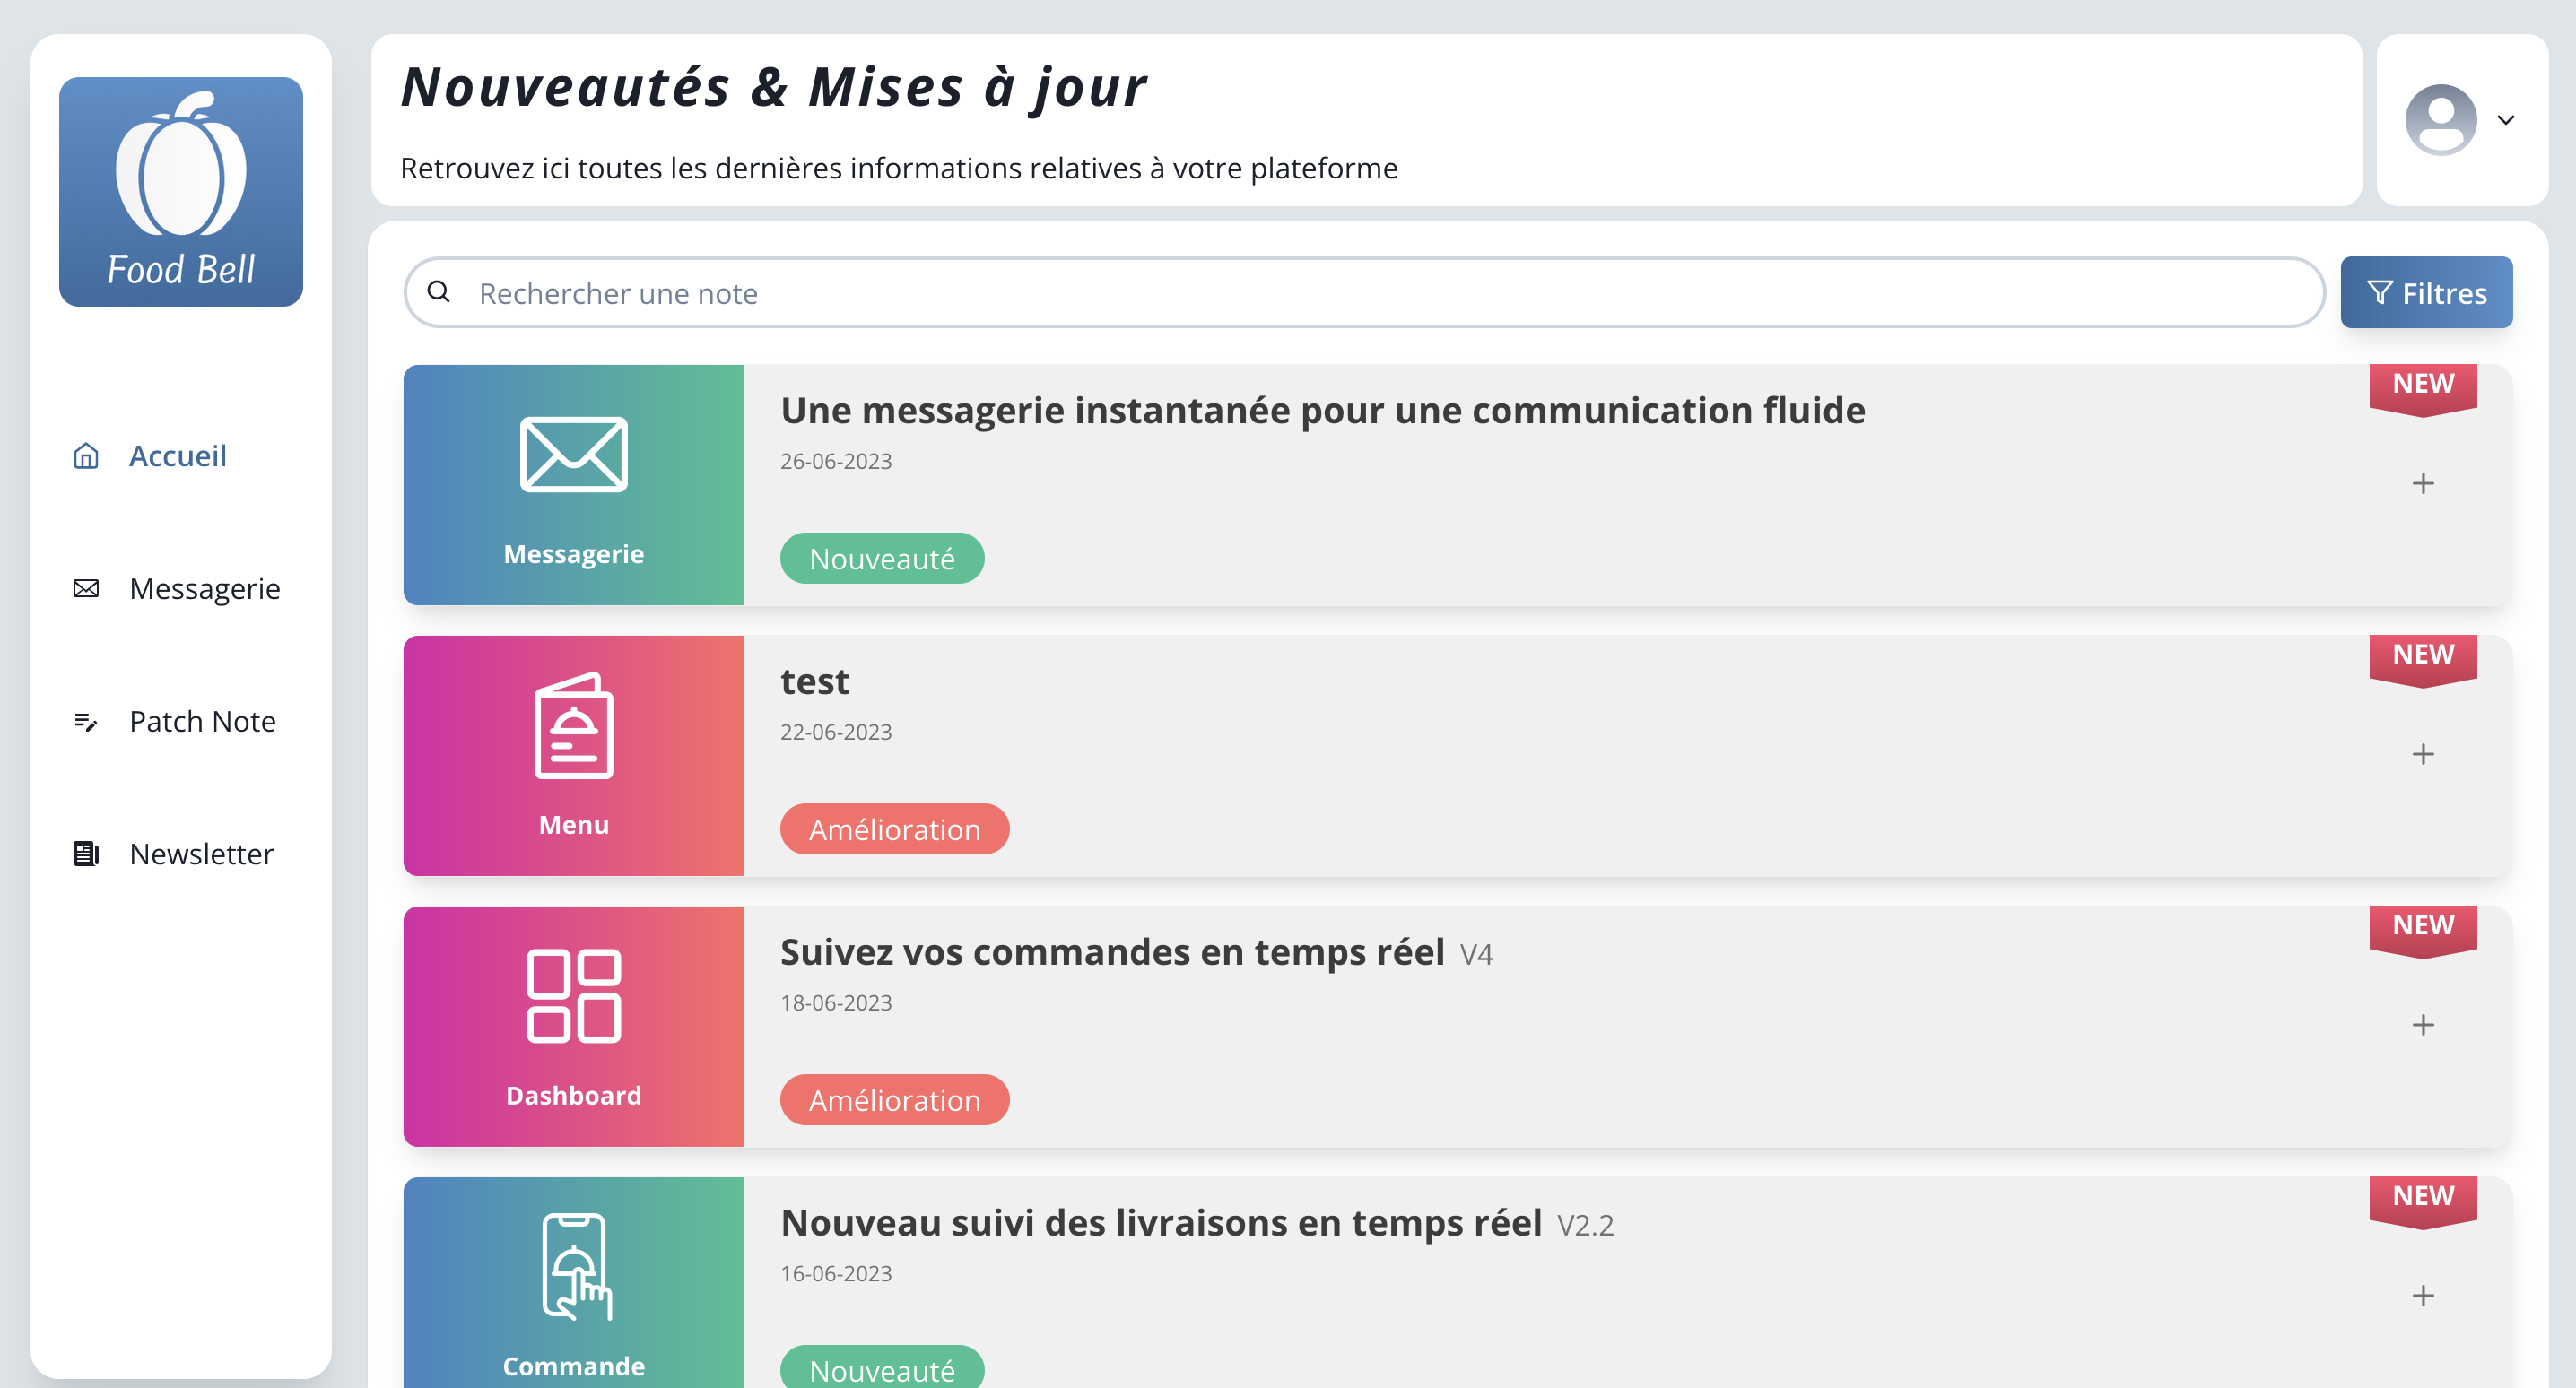 Food Bell
Accueil
Messagerie
Patch Note
Newsletter
Nouveautés & Mises à jour
Retrouvez ici toutes les dernières informations relatives à votre plateforme
Rechercher une note
Filtres
Messagerie
Une messagerie instantanée pour une communication fluide
26-06-2023
Nouveauté
NEW
Menu
test
22-06-2023
Amélioration
NEW
Dashboard
Suivez vos commandes en temps réel V4
18-06-2023
Amélioration
NEW
Commande
Nouveau suivi des livraisons en temps réel V2.2
16-06-2023
Nouveauté
NEW